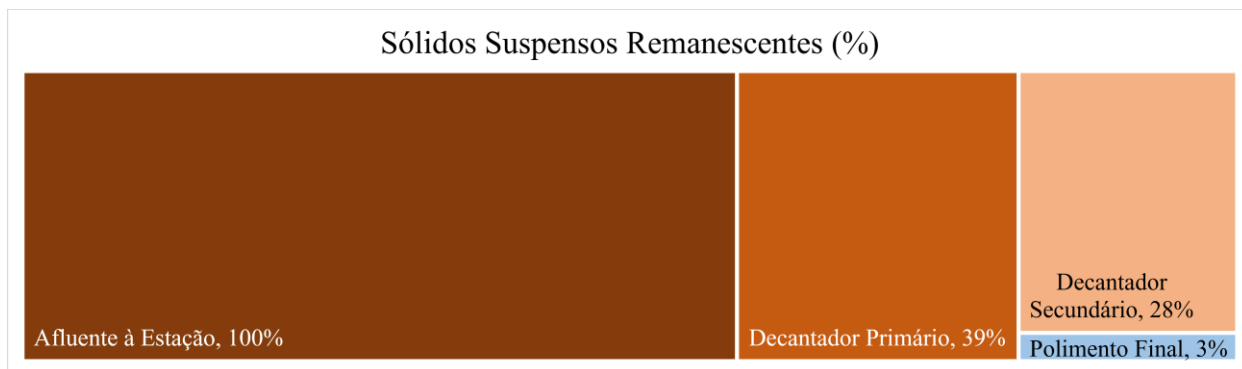 Sólidos Suspensos Remanescentes (%)
Afluente à Estação, 100%
Decantador Primário, 39%
Decantador
Secundário, 28%
Polimento Final, 3%